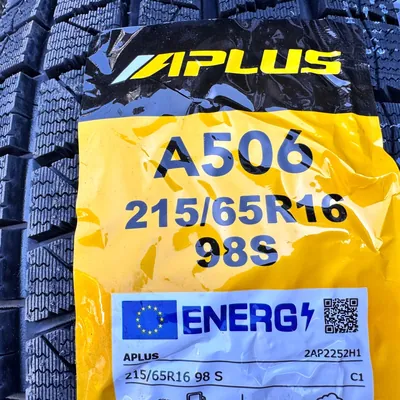 APLUS
A506
215/65R16
98S
ENERG
APLUS 2AP2252H1
215/65R16 98 S C1